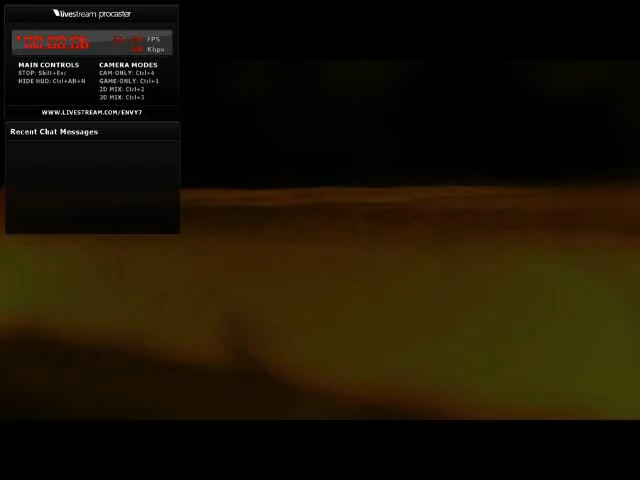 livestream procaster
00:00:06
FPS
Kbps
MAIN CONTROLS
STOP: Shift+Esc
HIDE HUD: Ctrl+Alt+N
CAMERA MODES
CAM-ONLY: Ctrl+4
GAME-ONLY: Ctrl+1
2D MIX: Ctrl+2
3D MIX: Ctrl+3
WWW.LIVESTREAM.COM/ENVY7
Recent Chat Messages